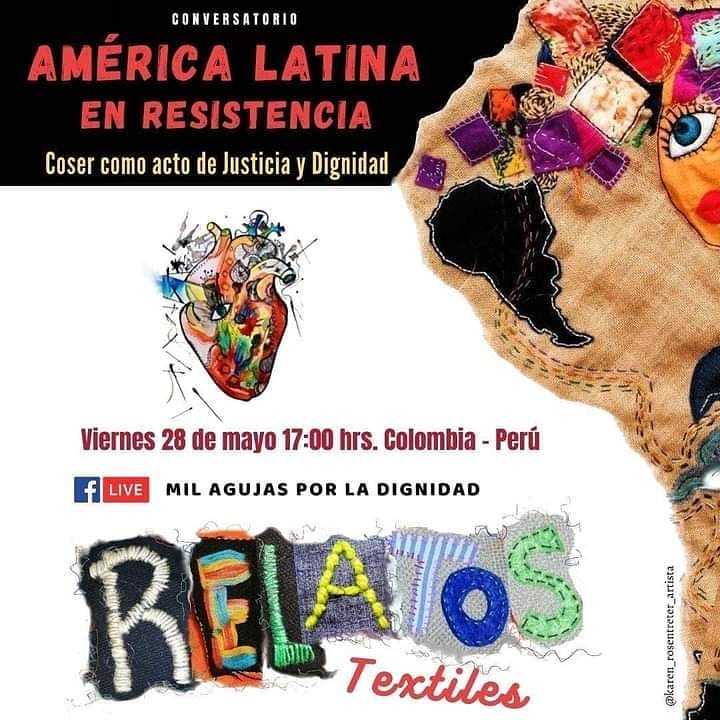 CONVERSATORIO
AMÉRICA LATINA
EN RESISTENCIA
Coser como acto de Justicia y Dignidad
Viernes 28 de mayo 17:00 hrs. Colombia - Perú
f LIVE MIL AGUJAS POR LA DIGNIDAD
RELATOS
Textiles
@karen_rosentreter_artista